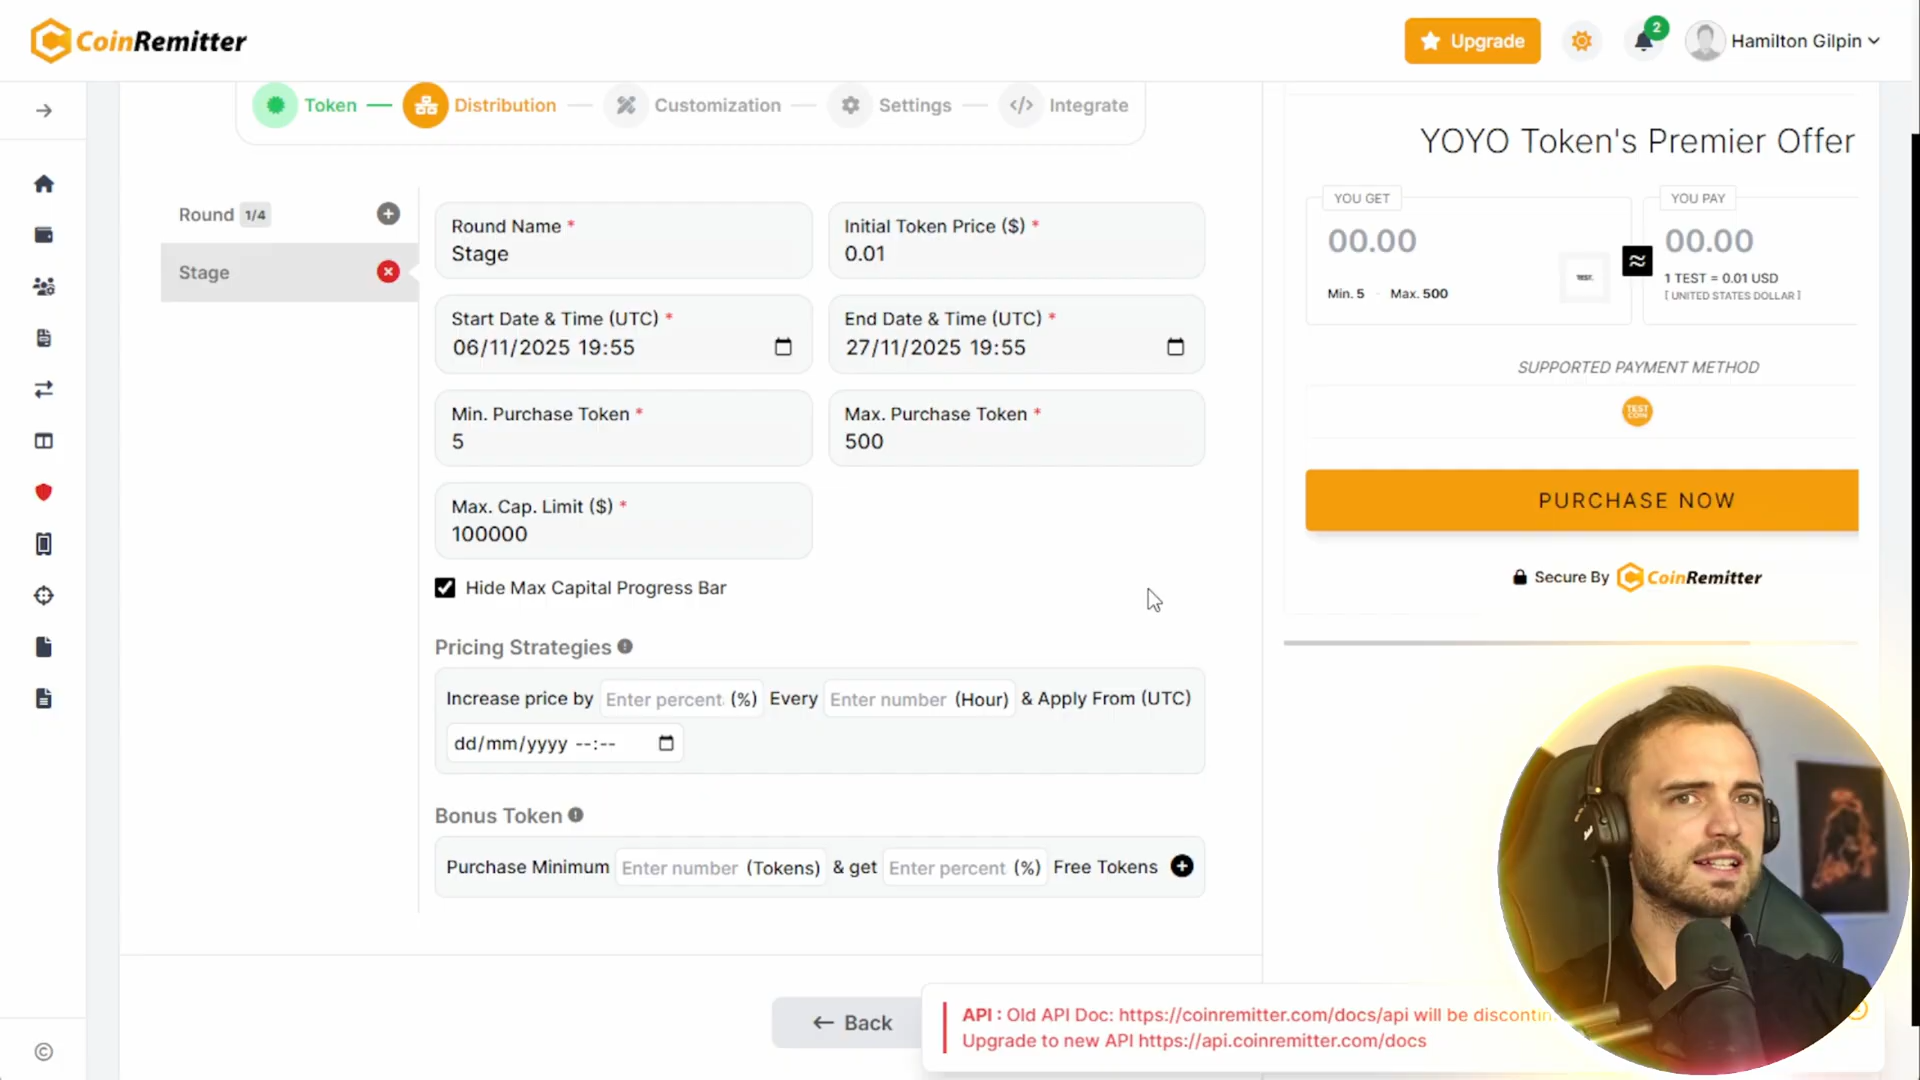 CoinRemitter
Upgrade
2
Hamilton Gilpin
Token
Distribution
Customization
Settings
Integrate
Round 1/4
Stage
Round Name *
Stage
Initial Token Price ($) *
0.01
Start Date & Time (UTC) *
06/11/2025 19:55
End Date & Time (UTC) *
27/11/2025 19:55
Min. Purchase Token *
5
Max. Purchase Token *
500
Max. Cap. Limit ($) *
100000
Hide Max Capital Progress Bar
Pricing Strategies
Increase price by Enter percent (%) Every Enter number (Hour) & Apply From (UTC)
dd/mm/yyyy --:--
Bonus Token
Purchase Minimum Enter number (Tokens) & get Enter percent (%) Free Tokens
← Back
YOYO Token's Premier Offer
YOU GET
00.00
Min. 5 - Max. 500
TEST.
≈
YOU PAY
00.00
1 TEST = 0.01 USD
[ UNITED STATES DOLLAR ]
SUPPORTED PAYMENT METHOD
TEST
COIN
PURCHASE NOW
Secure By CoinRemitter
API : Old API Doc: https://coinremitter.com/docs/api will be discontin
Upgrade to new API https://api.coinremitter.com/docs
©